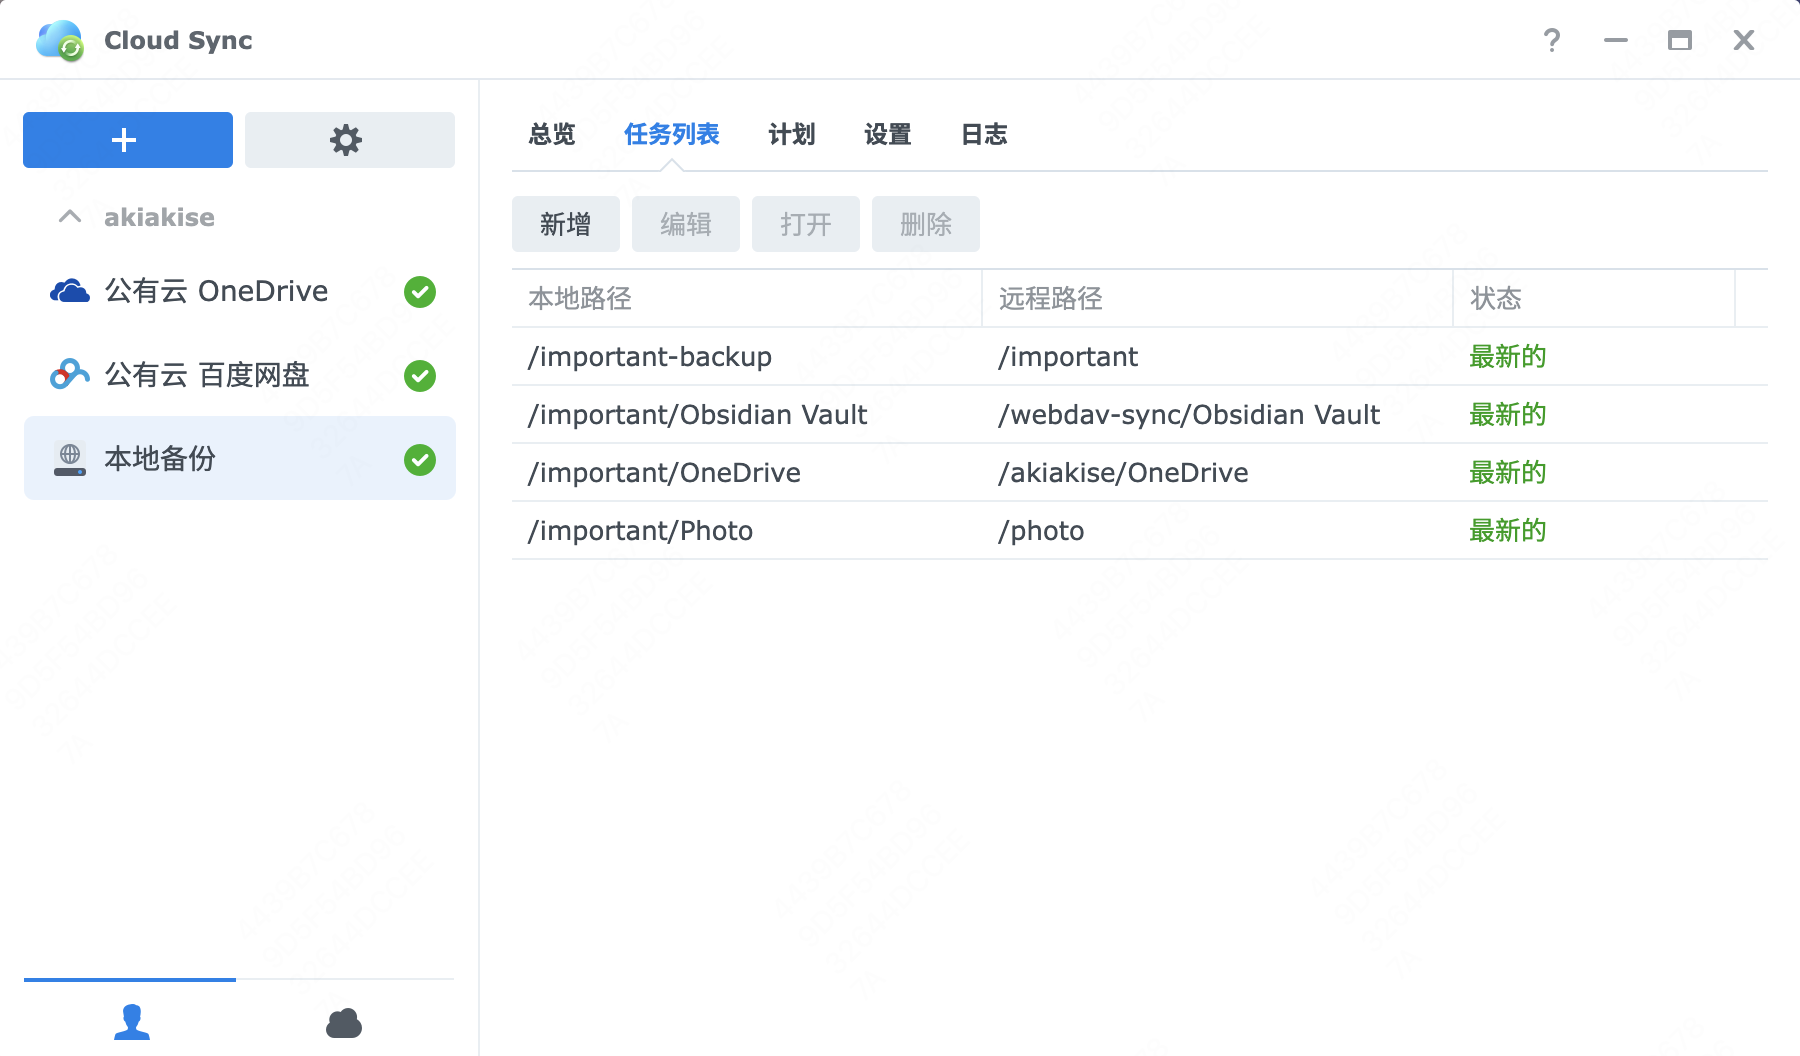 Cloud Sync
akiakise
公有云 OneDrive
公有云 百度网盘
本地备份
总览 任务列表 计划 设置 日志
新增 编辑 打开 删除
本地路径 远程路径 状态
/important-backup /important 最新的
/important/Obsidian Vault /webdav-sync/Obsidian Vault 最新的
/important/OneDrive /akiakise/OneDrive 最新的
/important/Photo /photo 最新的